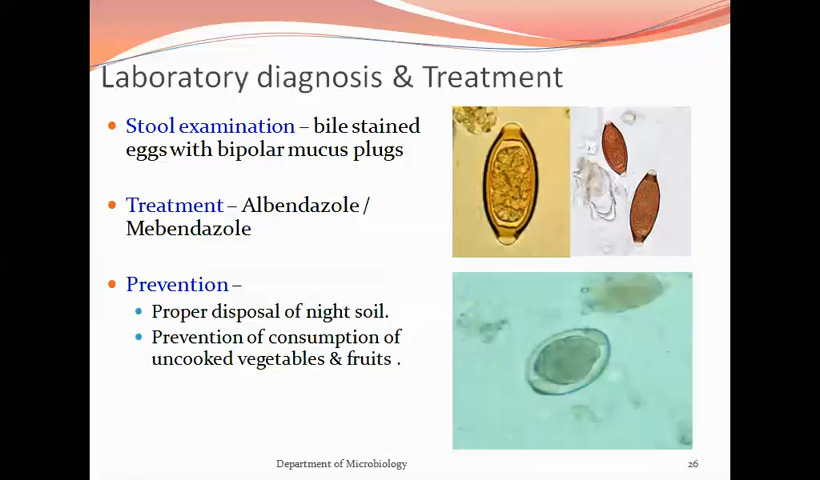 Laboratory diagnosis & Treatment
Stool examination – bile stained
eggs with bipolar mucus plugs
Treatment – Albendazole /
Mebendazole
Prevention –
Proper disposal of night soil.
Prevention of consumption of
uncooked vegetables & fruits .
Department of Microbiology
26